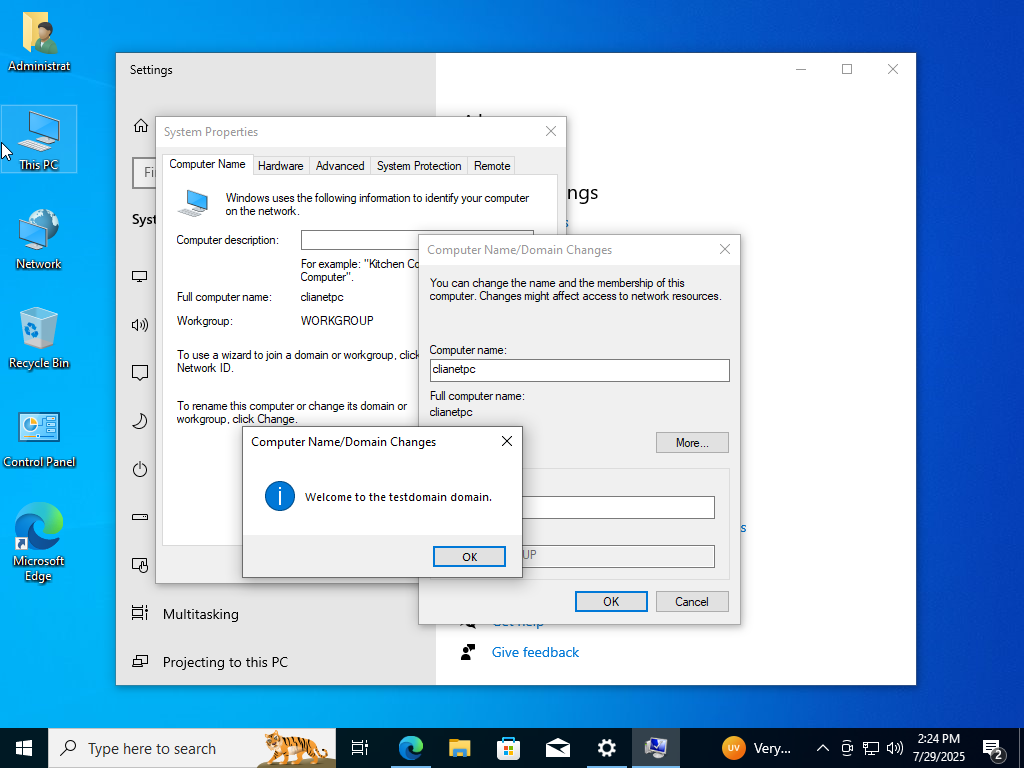 Administrat
This PC
Network
Recycle Bin
Control Panel
Microsoft
Edge
Settings
Syst
Multitasking
Projecting to this PC
ngs
Give feedback
System Properties
Computer Name
Hardware
Advanced
System Protection
Remote
Windows uses the following information to identify your computer
on the network.
Computer description:
For example: "Kitchen Co
Computer".
Full computer name:
clianetpc
Workgroup:
WORKGROUP
To use a wizard to join a domain or workgroup, click
Network ID.
To rename this computer or change its domain or
workgroup, click Change.
Computer Name/Domain Changes
You can change the name and the membership of this
computer. Changes might affect access to network resources.
Computer name:
clianetpc
Full computer name:
clianetpc
More...
UP
OK
Cancel
Computer Name/Domain Changes
Welcome to the testdomain domain.
OK
Type here to search
UV
Very...
2:24 PM
7/29/2025
2